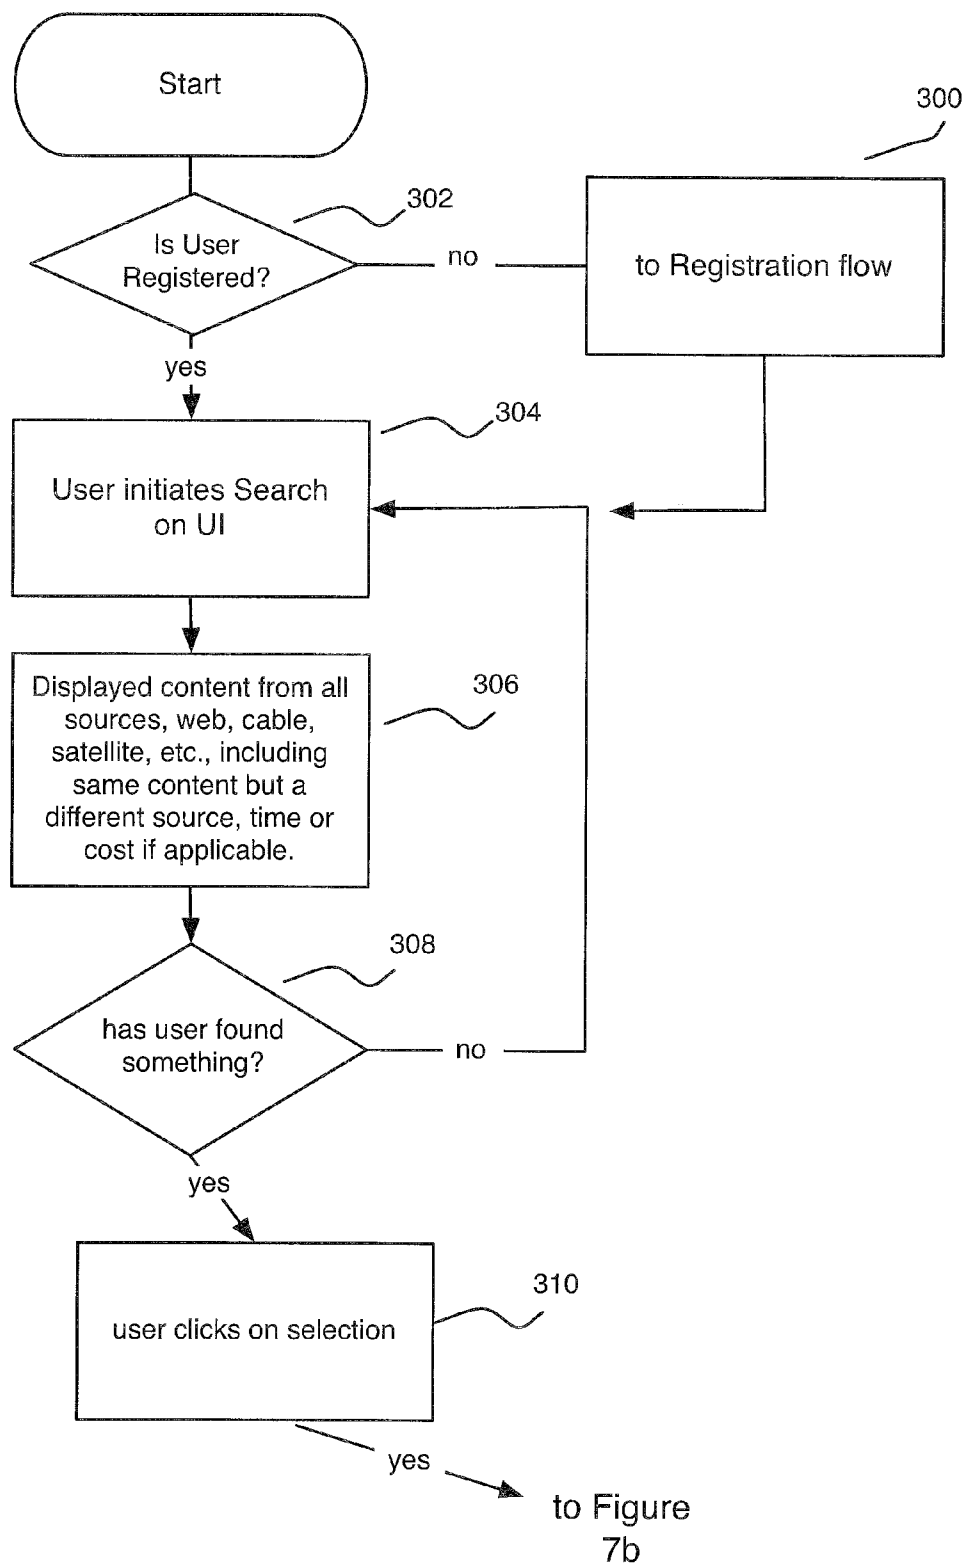 Start
300
302
Is User
Registered?
no
to Registration flow
yes
304
User initiates Search
on UI
306
Displayed content from all
sources, web, cable,
satellite, etc., including
same content but a
different source, time or
cost if applicable.
308
has user found
something?
no
yes
310
user clicks on selection
yes
to Figure
7b